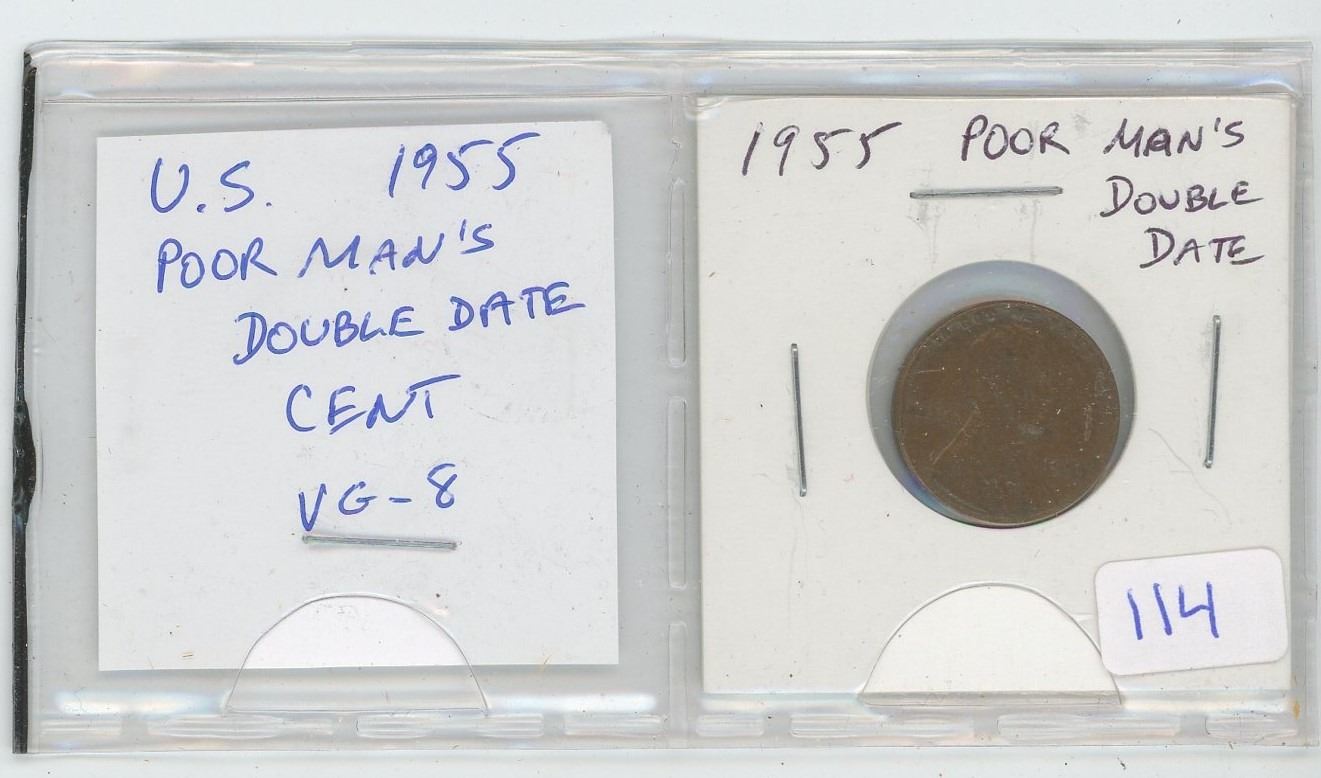 U.S. 1955
POOR MAN'S
DOUBLE DATE
CENT
VG-8
1955 POOR MAN'S
DOUBLE
DATE
114